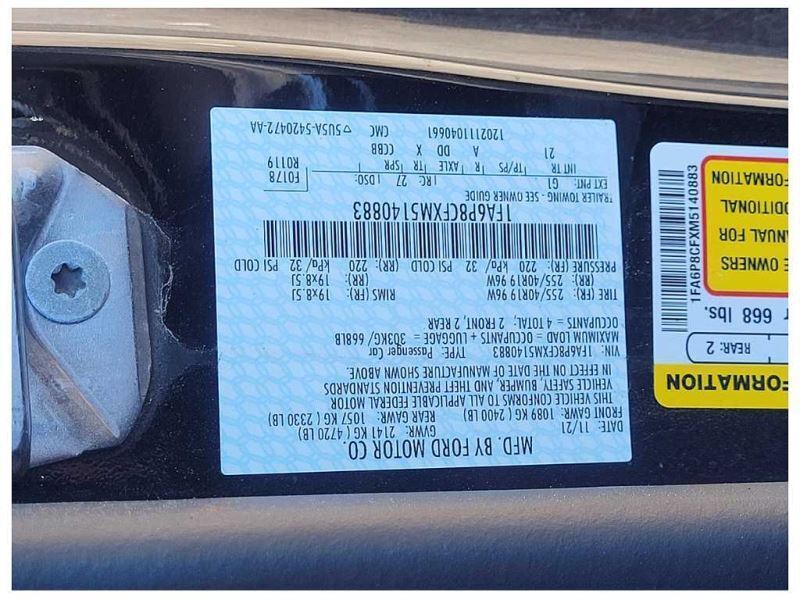 MFD. BY FORD MOTOR CO.
DATE: 11/21 GVWR: 2141 KG ( 4720 LB)
FRONT GAWR: 1089 KG ( 2400 LB) REAR GAWR: 1057 KG ( 2330 LB)
THIS VEHICLE CONFORMS TO ALL APPLICABLE FEDERAL MOTOR
VEHICLE SAFETY, BUMPER, AND THEFT PREVENTION STANDARDS
IN EFFECT ON THE DATE OF MANUFACTURE SHOWN ABOVE.
VIN: 1FA6P8CFXM5140883 TYPE: Passenger Car
MAXIMUM LOAD = OCCUPANTS + LUGGAGE = 303KG/ 668LB
OCCUPANTS = 4 TOTAL: 2 FRONT, 2 REAR
TIRE (FR): 255/40R19 96W RIMS (FR): 19x8.5J
(RR): 255/40R19 96W (RR): 19x8.5J
PRESSURE (FR): 220 kPa/ 32 PSI COLD (RR): 220 kPa/ 32 PSI COLD
1FA6P8CFXM5140883
TRAILER TOWING - SEE OWNER GUIDE
EXT PNT: G1 RC: 27 DSO: F0178
INT TR TP/PS R AXLE TR SPR R0119
21 A DD X CCBB
120211040661 CMC ▽5U5A-5420472-AA
FORMATION
REAR: 2
668 lbs.
E OWNERS
ANUAL FOR
DDITIONAL
FORMATION
1FA6P8CFXM5140883